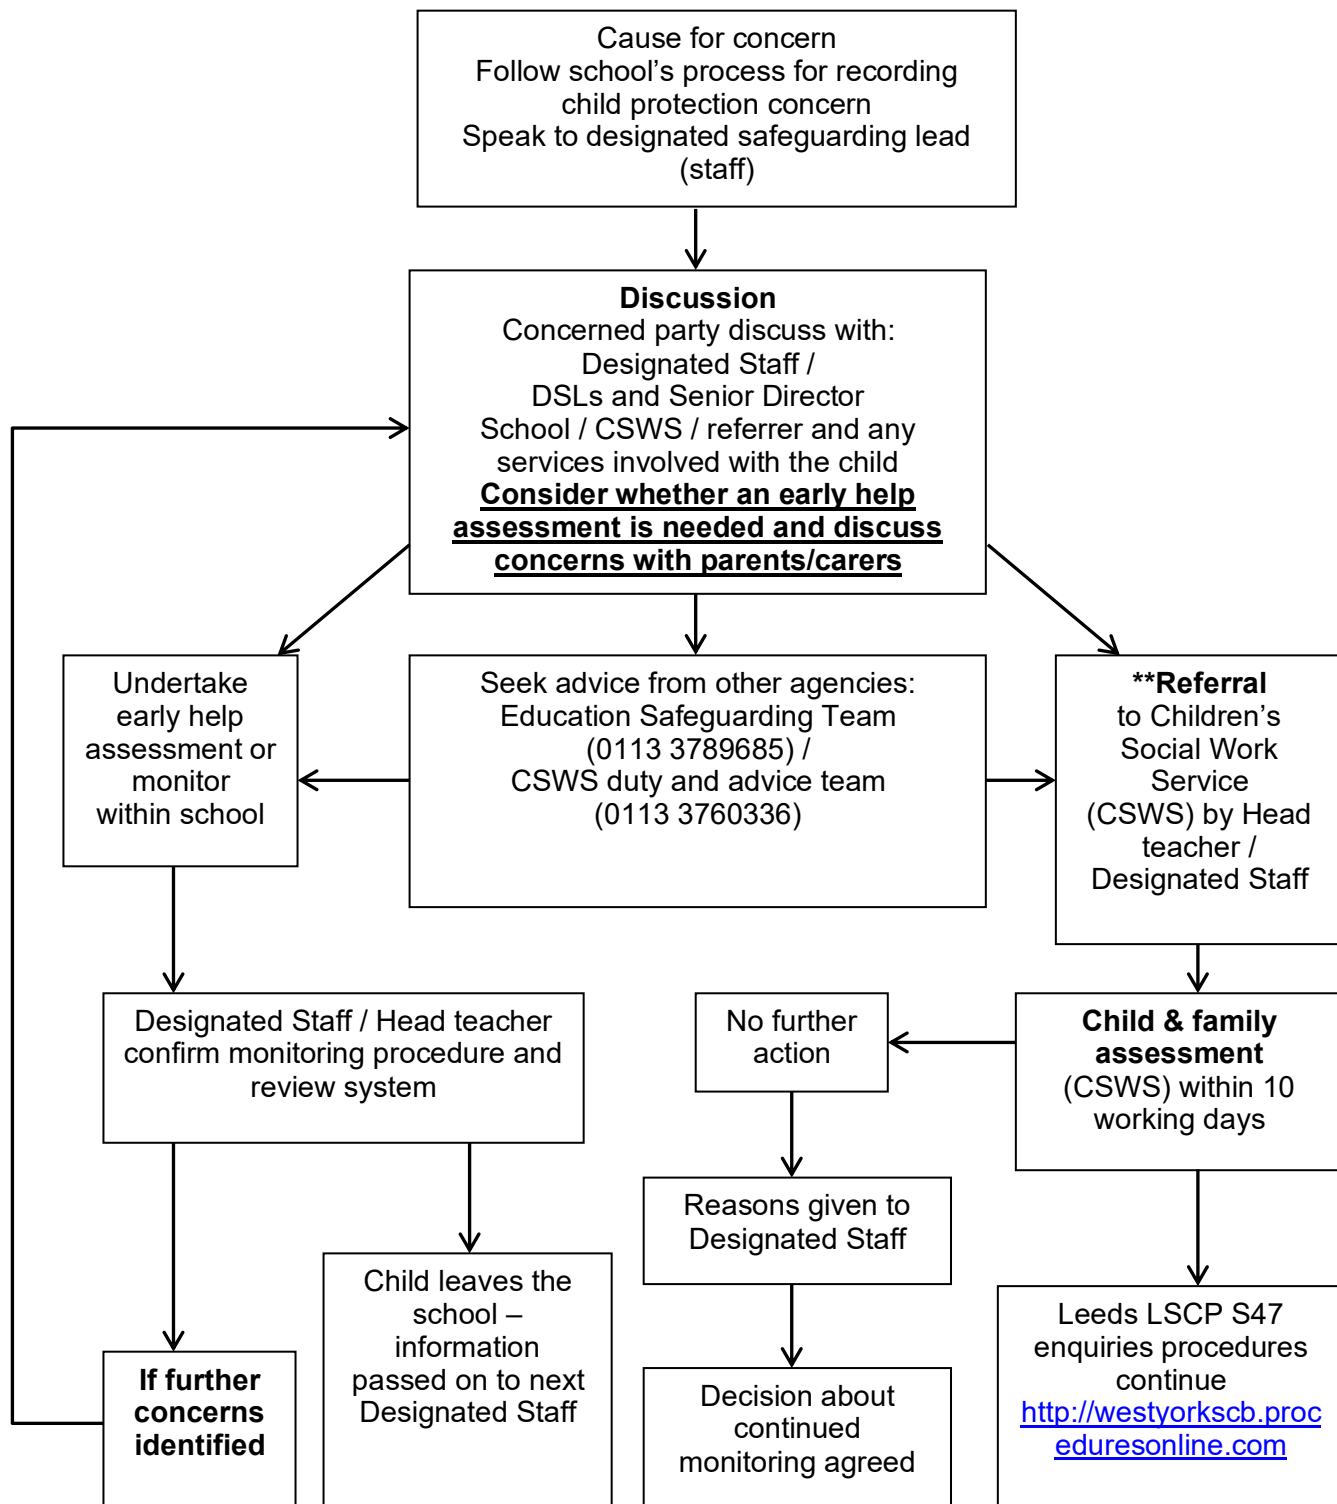 Cause for concern
Follow school’s process for recording
child protection concern
Speak to designated safeguarding lead
(staff)
Discussion
Concerned party discuss with:
Designated Staff /
DSLs and Senior Director
School / CSWS / referrer and any
services involved with the child
Consider whether an early help
assessment is needed and discuss
concerns with parents/carers
Undertake
early help
assessment or
monitor
within school
Seek advice from other agencies:
Education Safeguarding Team
(0113 3789685) /
CSWS duty and advice team
(0113 3760336)
**Referral
to Children’s
Social Work
Service
(CSWS) by Head
teacher /
Designated Staff
Designated Staff / Head teacher
confirm monitoring procedure and
review system
No further
action
Child & family
assessment
(CSWS) within 10
working days
Reasons given to
Designated Staff
If further
concerns
identified
Child leaves the
school –
information
passed on to next
Designated Staff
Decision about
continued
monitoring agreed
Leeds LSCP S47
enquiries procedures
continue
http://westyorkscb.proc
eduresonline.com